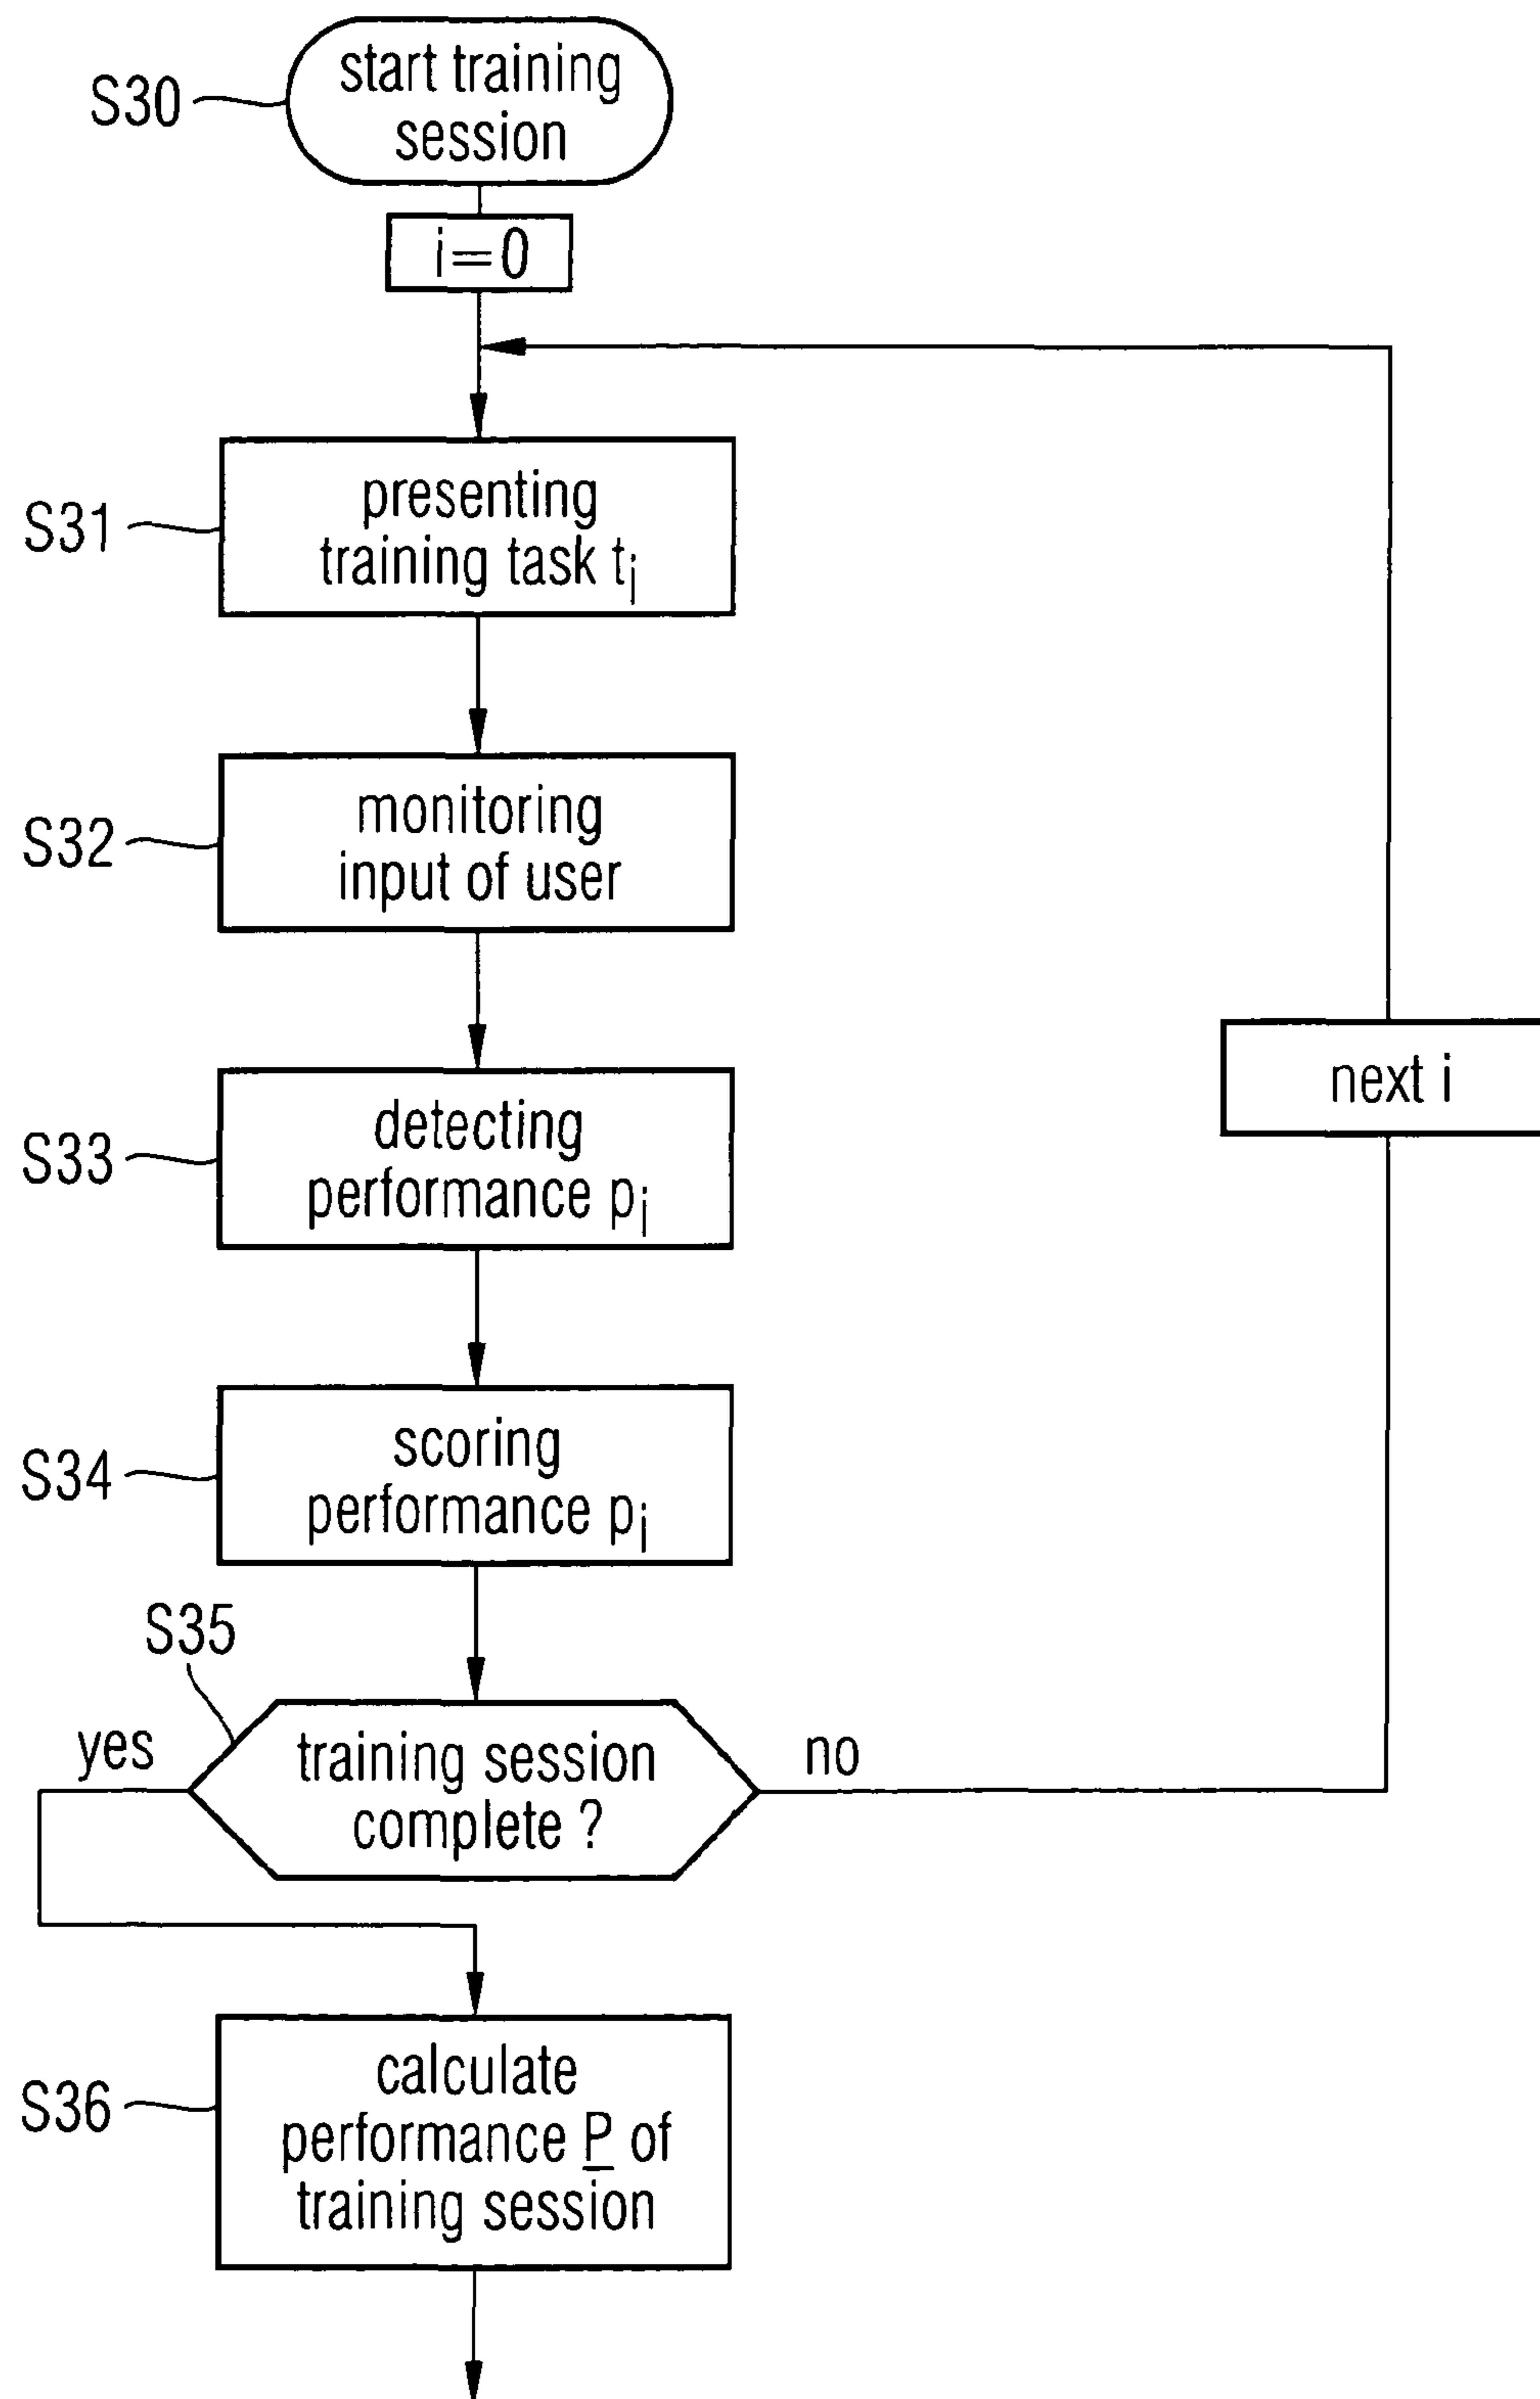 S30
start training
session
i=0
S31
presenting
training task ti
S32
monitoring
input of user
next i
S33
detecting
performance pi
S34
scoring
performance pi
S35
yes
training session
complete ?
no
S36
calculate
performance P of
training session